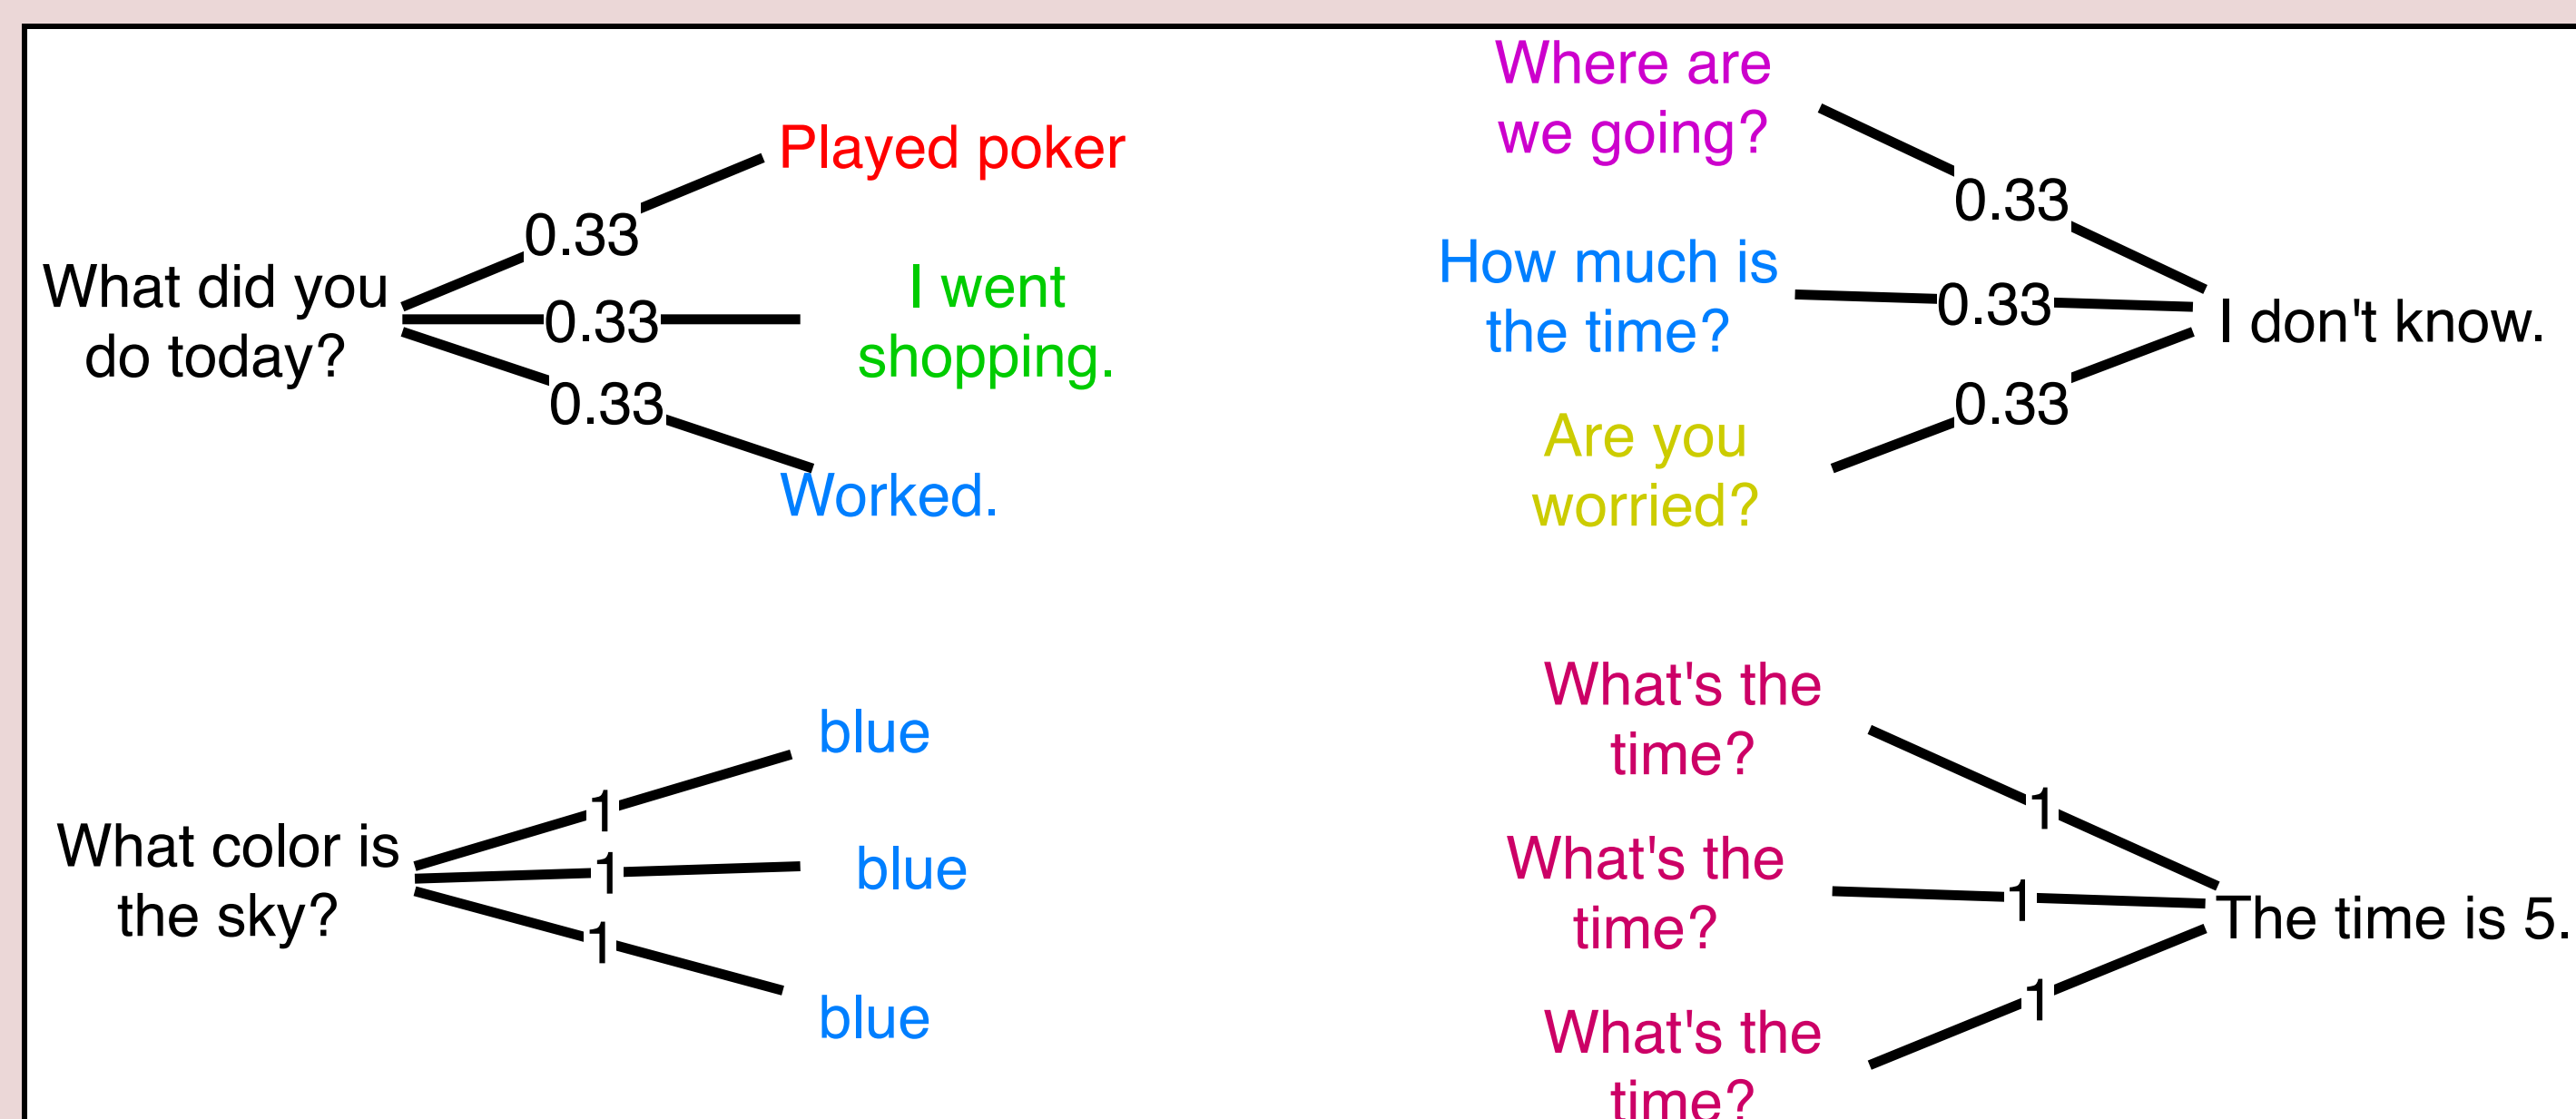 What did you
do today?
0.33
0.33
0.33
Played poker
I went
shopping.
Worked.
Where are
we going?
How much is
the time?
Are you
worried?
0.33
0.33
0.33
I don't know.
What color is
the sky?
1
1
1
blue
blue
blue
What's the
time?
What's the
time?
What's the
time?
1
1
1
The time is 5.